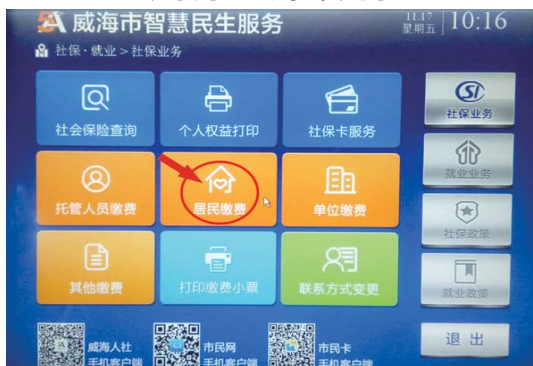 威海市智慧民生服务
11.17
星期五
10:16
社保·就业>社保业务
社会保险查询
个人权益打印
社保卡服务
社保业务
托管人员缴费
居民缴费
单位缴费
就业业务
社保政策
其他缴费
打印缴费小票
联系方式变更
就业政策
威海人社
手机客户端
市民网
手机客户端
市民卡
手机客户端
退 出